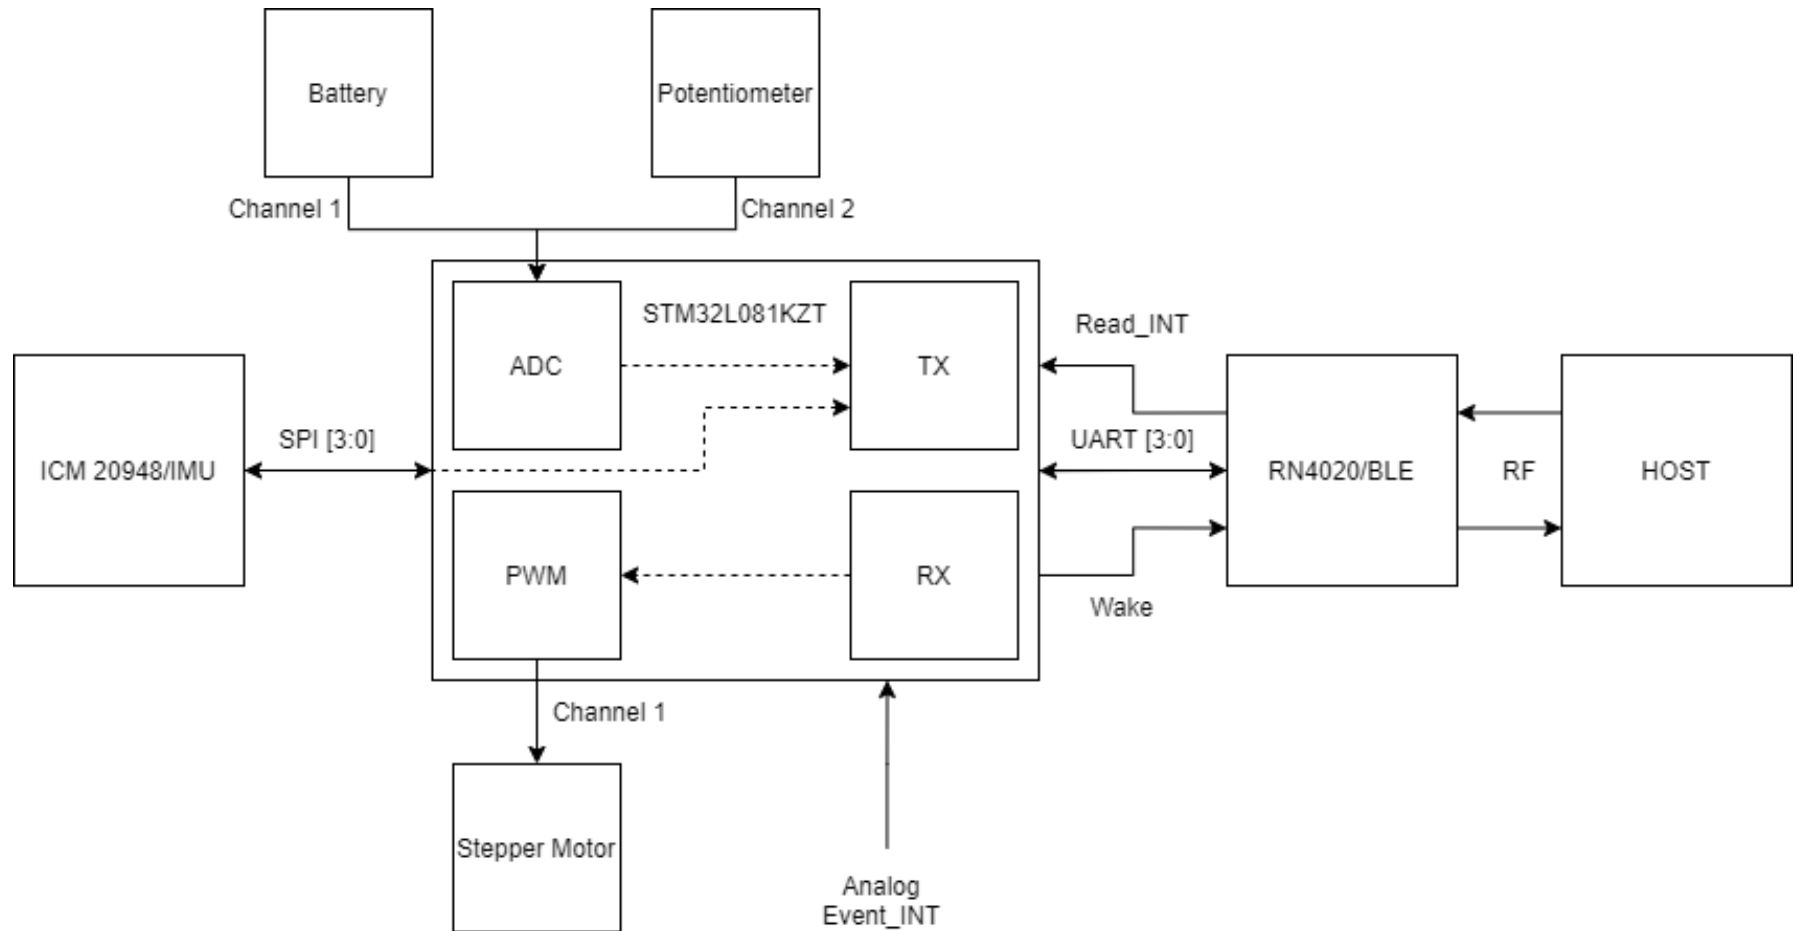 Battery
Potentiometer
Channel 1
Channel 2
STM32L081KZT
ADC
TX
Read_INT
SPI [3:0]
UART [3:0]
ICM 20948/IMU
RN4020/BLE
RF
HOST
PWM
RX
Wake
Channel 1
Stepper Motor
Analog
Event_INT